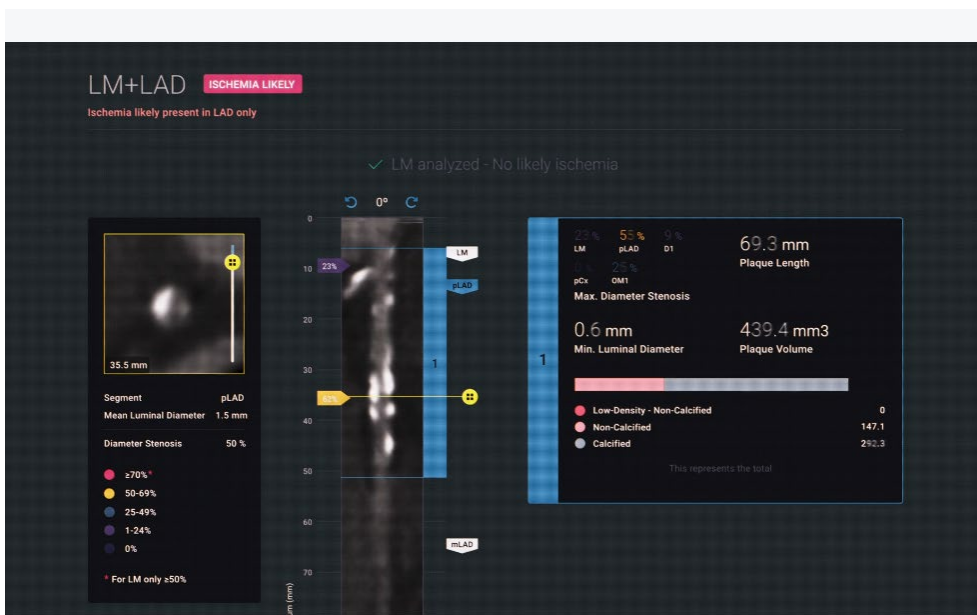 LM+LAD ISCHEMIA LIKELY
Ischemia likely present in LAD only
LM analyzed - No likely ischemia
0°
35.5 mm
Segment pLAD
Mean Luminal Diameter 1.5 mm
Diameter Stenosis 50 %
≥70%*
50-69%
25-49%
1-24%
0%
* For LM only ≥50%
0
10
20
30
40
50
60
70
23%
LM
pLAD
1
mLAD
1
23% 55% 9%
LM pLAD D1
25%
pCx OM1
Max. Diameter Stenosis
69.3 mm
Plaque Length
0.6 mm
Min. Luminal Diameter
439.4 mm3
Plaque Volume
Low-Density - Non-Calcified 0
Non-Calcified 147.1
Calcified 292.3
This represents the total